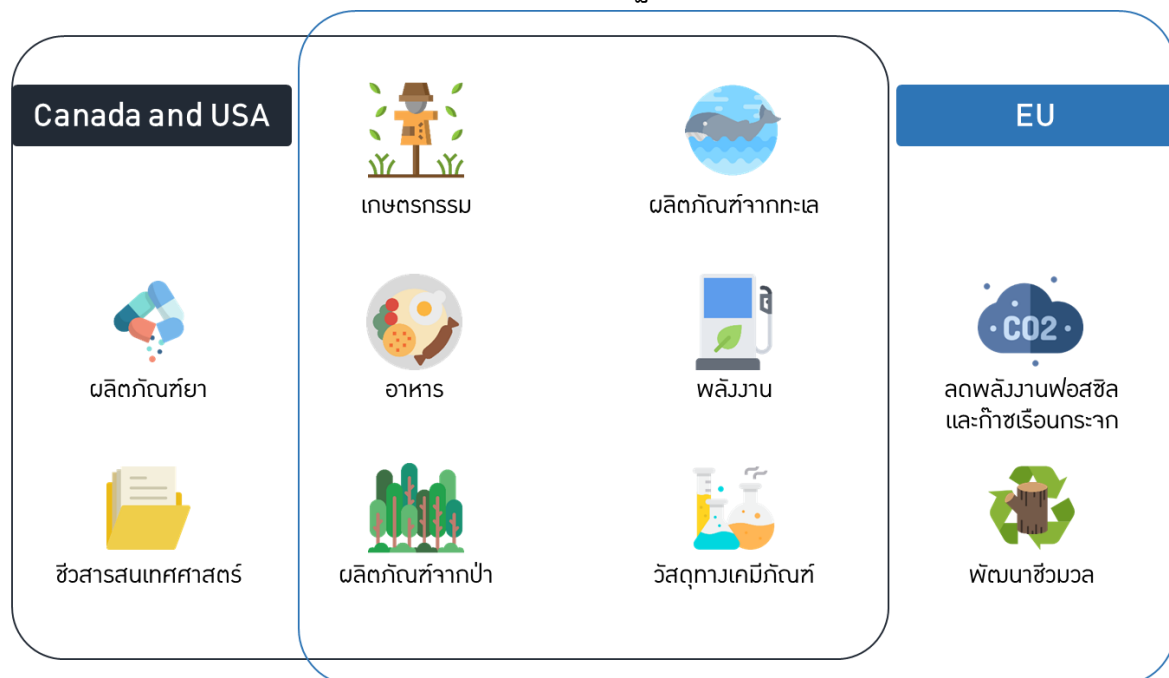 Canada and USA
EU
เกษตรกรรม
ผลิตภัณฑ์จากทะเล
CO2
ผลิตภัณฑ์ยา
อาหาร
พลังงาน
ลดพลังงานฟอสซิล
และก๊าซเรือนกระจก
ชีวสารสนเทศศาสตร์
ผลิตภัณฑ์จากป่า
วัสดุทางเคมีภัณฑ์
พัฒนาชีวมวล